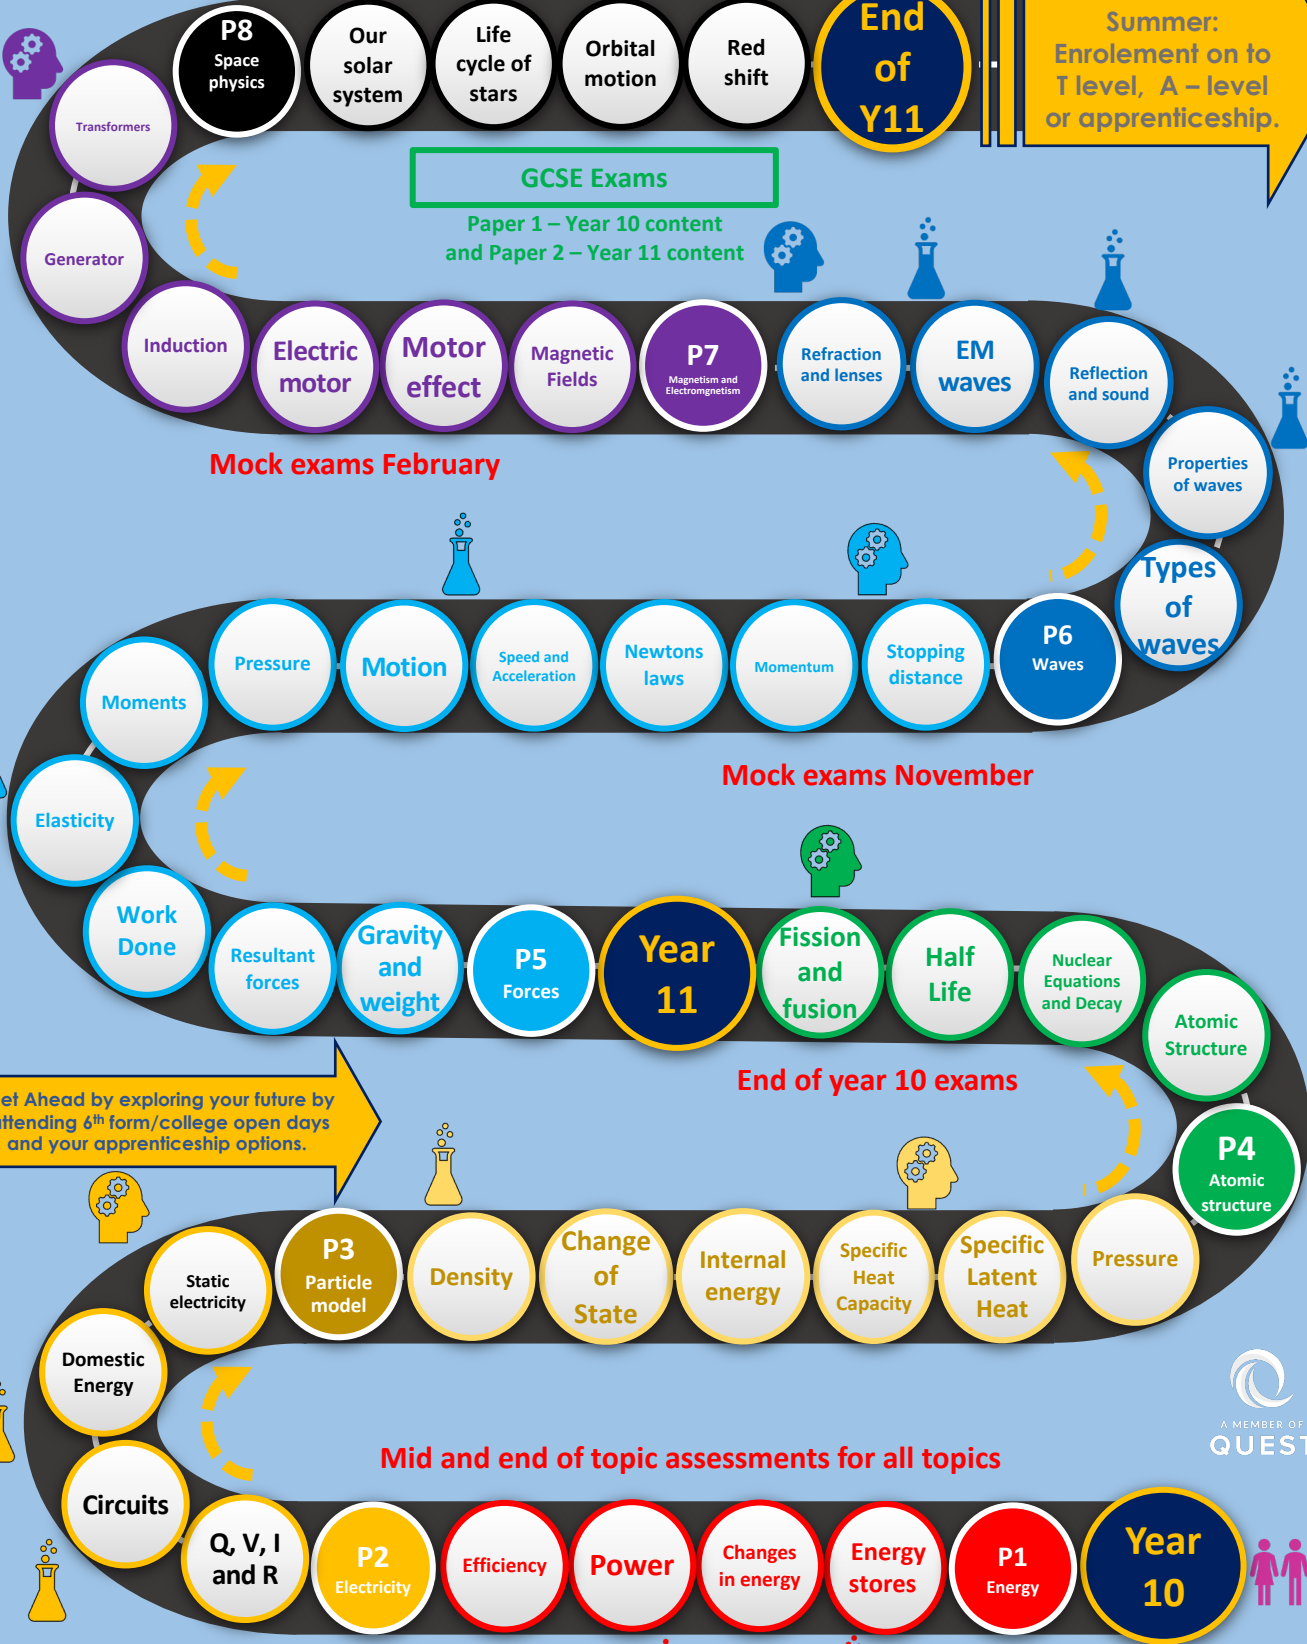 P8
Space
physics
Our
solar
system
Life
cycle of
stars
Orbital
motion
Red
shift
End
of
Y11
Summer:
Enrolement on to
T level, A – level
or apprenticeship.
Transformers
Generator
Induction
GCSE Exams
Paper 1 – Year 10 content
and Paper 2 – Year 11 content
Electric
motor
Motor
effect
Magnetic
Fields
P7
Magnetism and
Electromgnetism
Refraction
and lenses
EM
waves
Reflection
and sound
Properties
of waves
Types
of
waves
Mock exams February
Moments
Pressure
Motion
Speed and
Acceleration
Newtons
laws
Momentum
Stopping
distance
P6
Waves
Mock exams November
Elasticity
Work
Done
Resultant
forces
Gravity
and
weight
P5
Forces
Year
11
Fission
and
fusion
Half
Life
Nuclear
Equations
and Decay
Atomic
Structure
End of year 10 exams
et Ahead by exploring your future by
ttending 6th form/college open days
and your apprenticeship options.
P4
Atomic
structure
Static
electricity
P3
Particle
model
Density
Change
of
State
Internal
energy
Specific
Heat
Capacity
Specific
Latent
Heat
Pressure
Domestic
Energy
Circuits
A MEMBER OF
QUEST
Mid and end of topic assessments for all topics
Q, V, I
and R
P2
Electricity
Efficiency
Power
Changes
in energy
Energy
stores
P1
Energy
Year
10